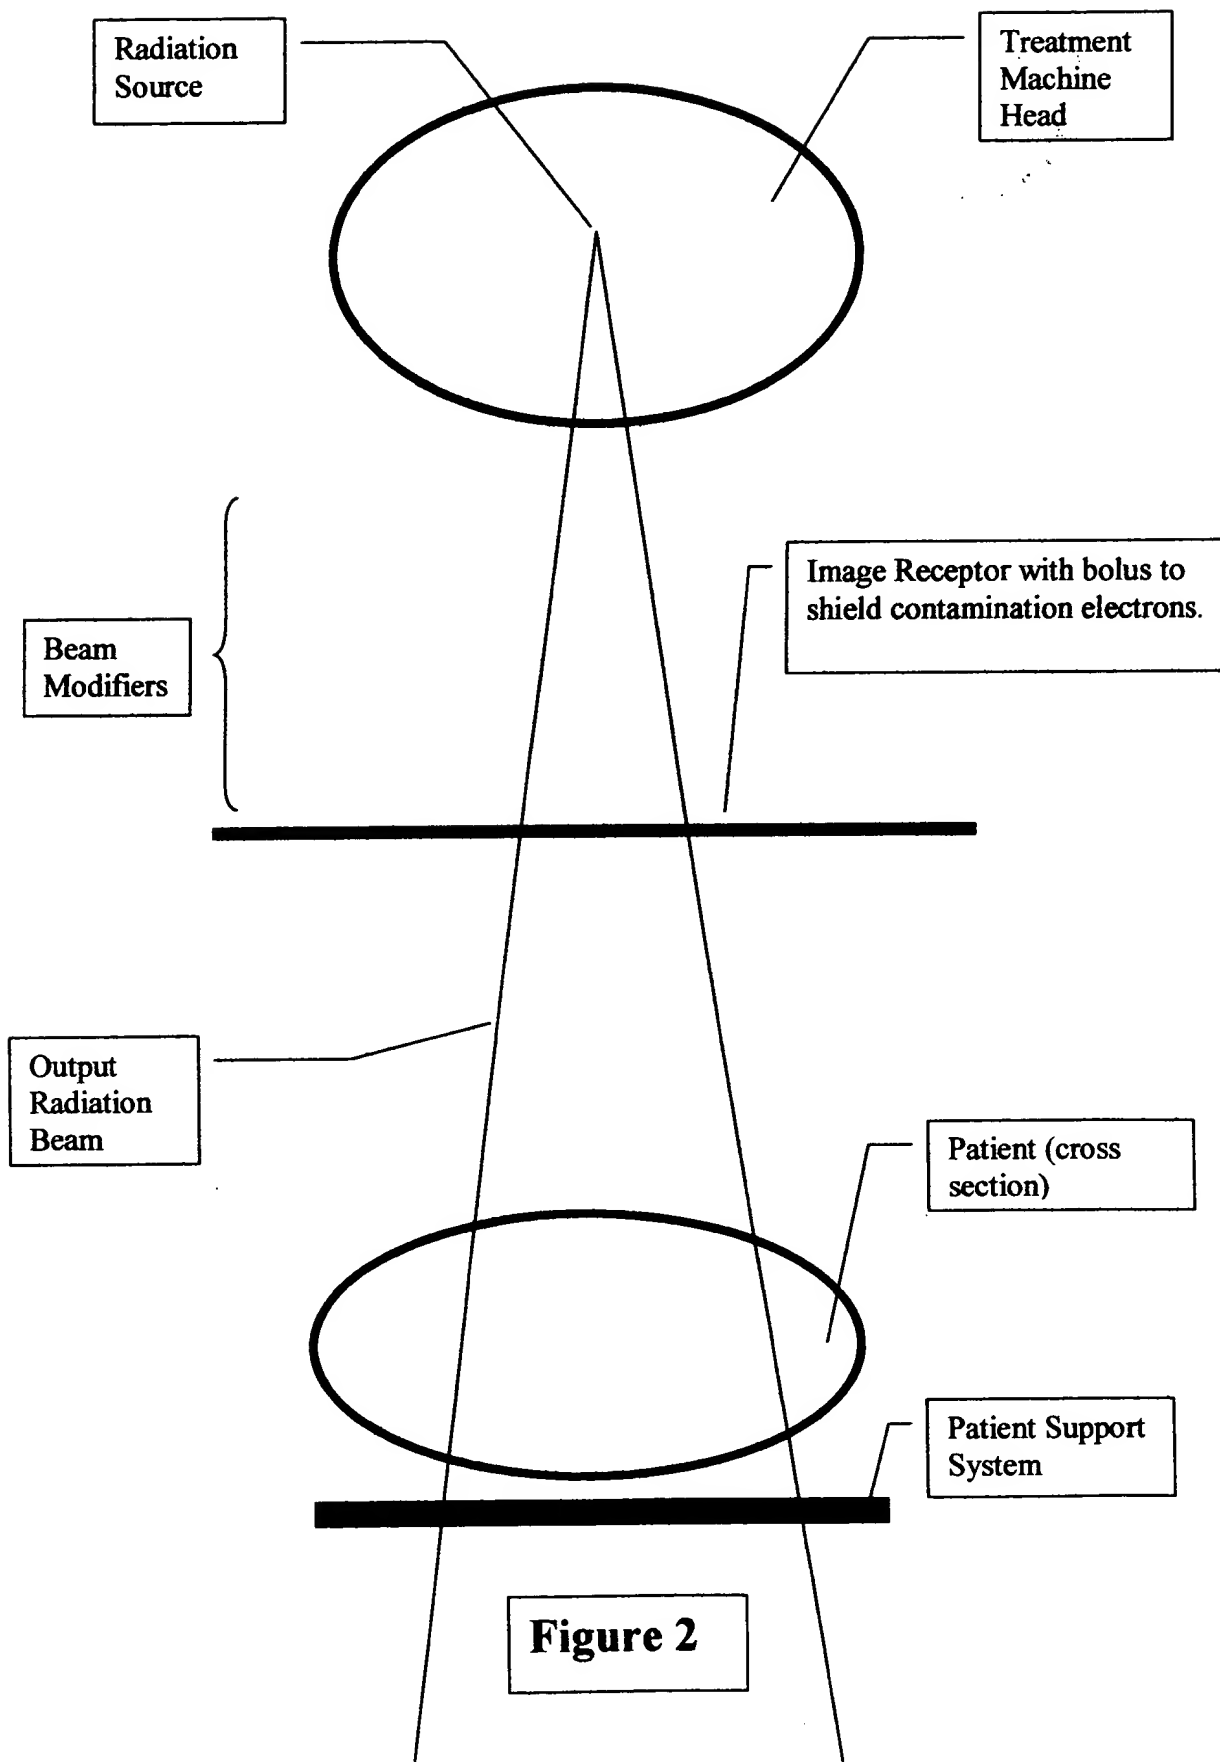 Radiation
Source
Treatment
Machine
Head
Image Receptor with bolus to
shield contamination electrons.
Beam
Modifiers
Output
Radiation
Beam
Patient (cross
section)
Patient Support
System
Figure 2